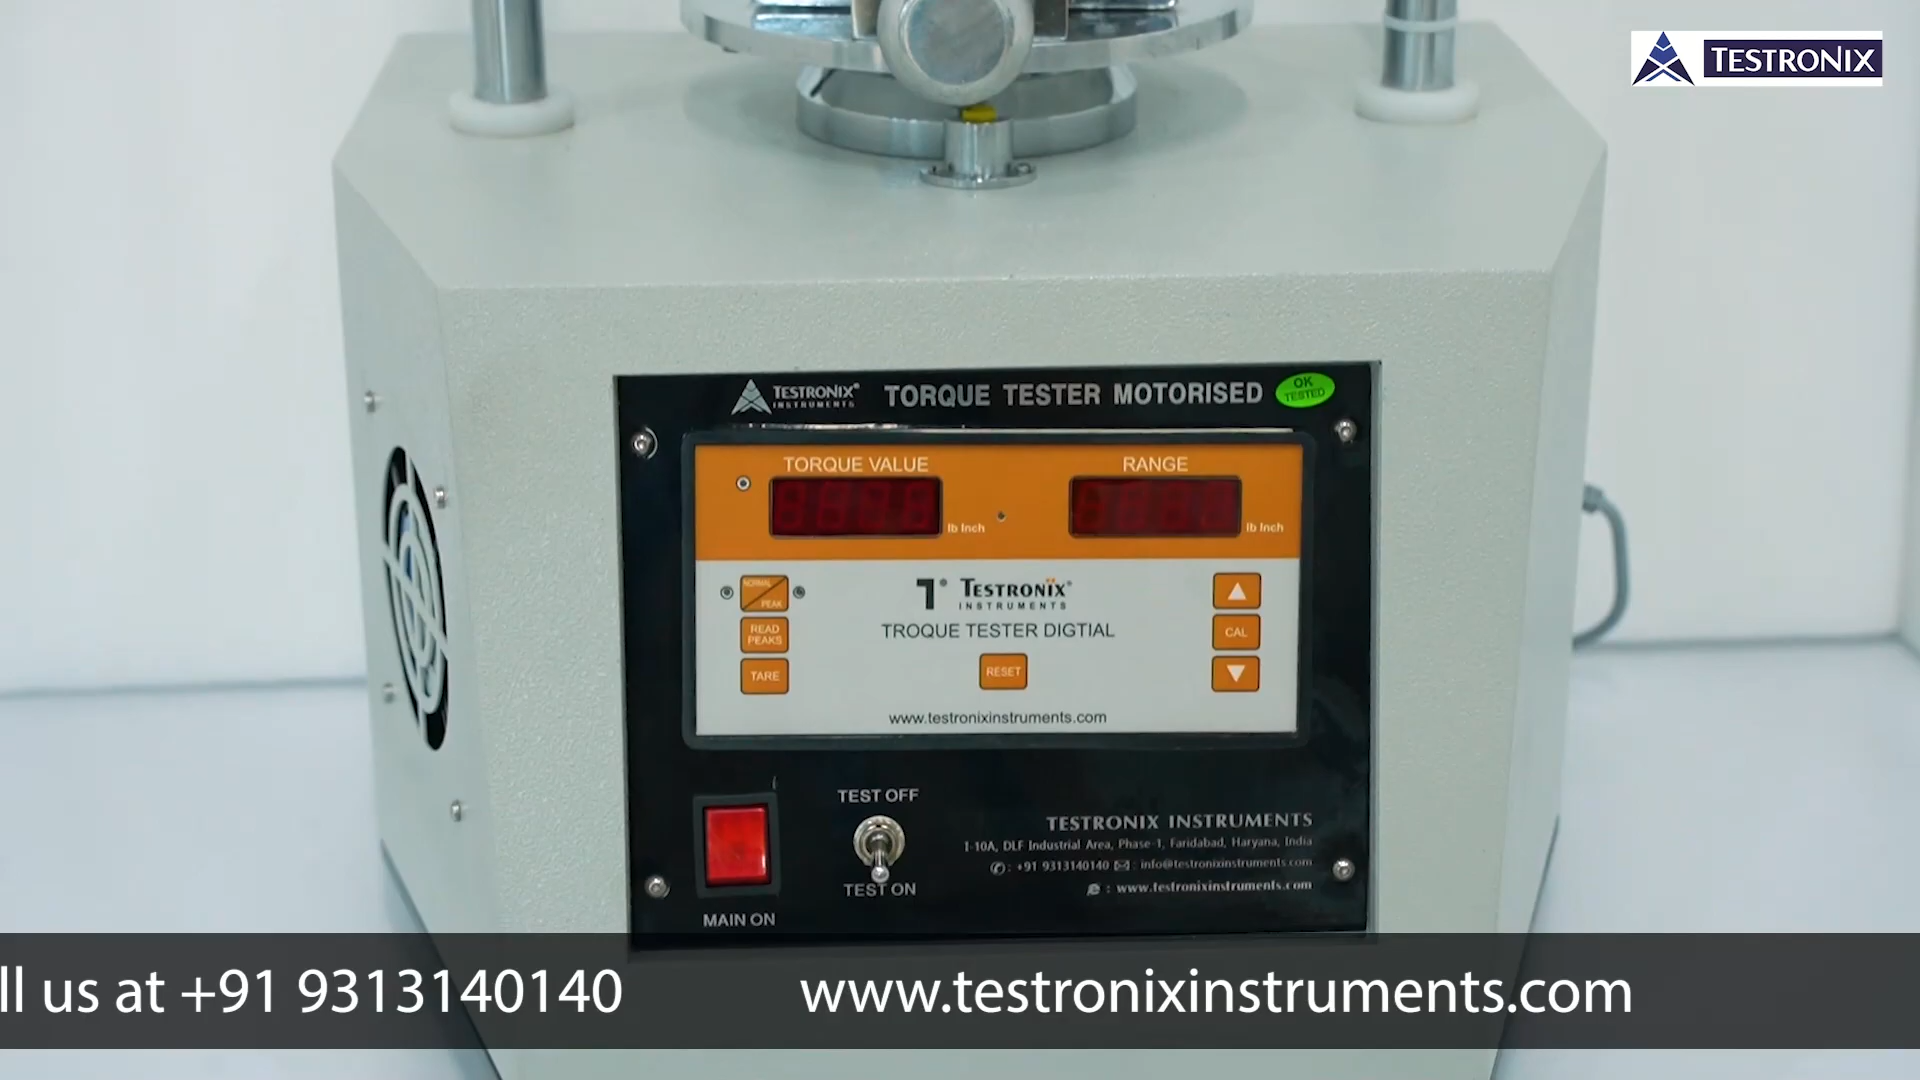 TESTRONIX
TESTRONIX®
INSTRUMENTS
TORQUE TESTER MOTORISED
OK
TESTED
TORQUE VALUE
RANGE
lb Inch
lb Inch
NORMAL
PEAK
READ
PEAKS
TARE
T® TESTRONIX®
INSTRUMENTS
TROQUE TESTER DIGTIAL
RESET
CAL
www.testronixinstruments.com
TEST OFF
TEST ON
MAIN ON
TESTRONIX INSTRUMENTS
I-10A, DLF Industrial Area, Phase-1, Faridabad, Haryana, India
: +91 9313140140 : info@testronixinstruments.com
: www.testronixinstruments.com
ll us at +91 9313140140 www.testronixinstruments.com